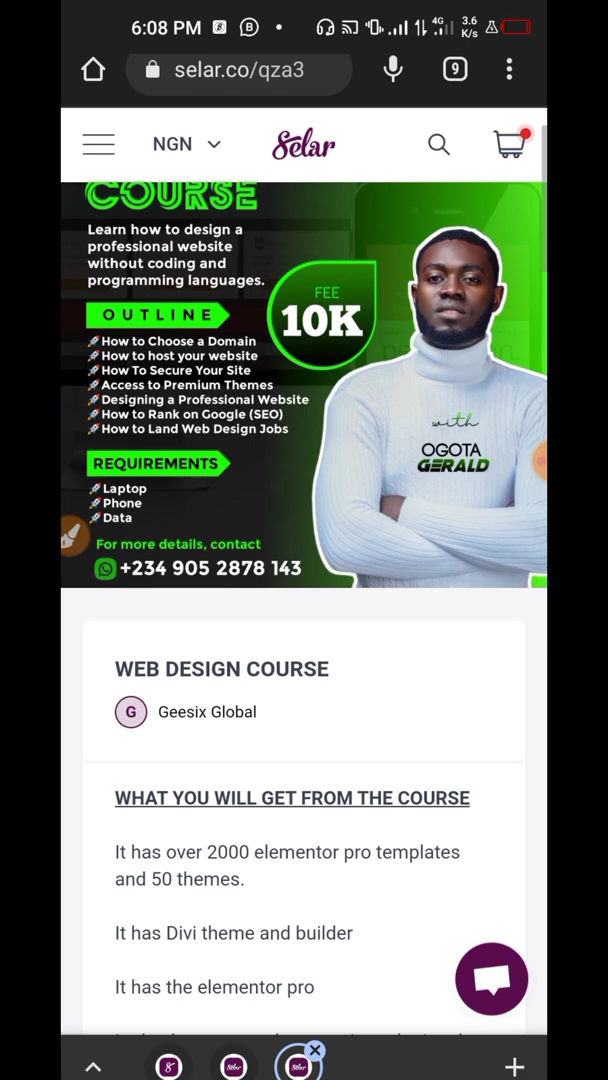 6:08 PM
4G
3.6
K/s
selar.co/qza3
9
NGN
Selar
COURSE
Learn how to design a
professional website
without coding and
programming languages.
FEE
10K
OUTLINE
How to Choose a Domain
How to host your website
How To Secure Your Site
Access to Premium Themes
Designing a Professional Website
How to Rank on Google (SEO)
How to Land Web Design Jobs
with
OGOTA
GERALD
REQUIREMENTS
Laptop
Phone
Data
For more details, contact
+234 905 2878 143
WEB DESIGN COURSE
G Geesix Global
WHAT YOU WILL GET FROM THE COURSE
It has over 2000 elementor pro templates
and 50 themes.
It has Divi theme and builder
It has the elementor pro
Selar
Selar